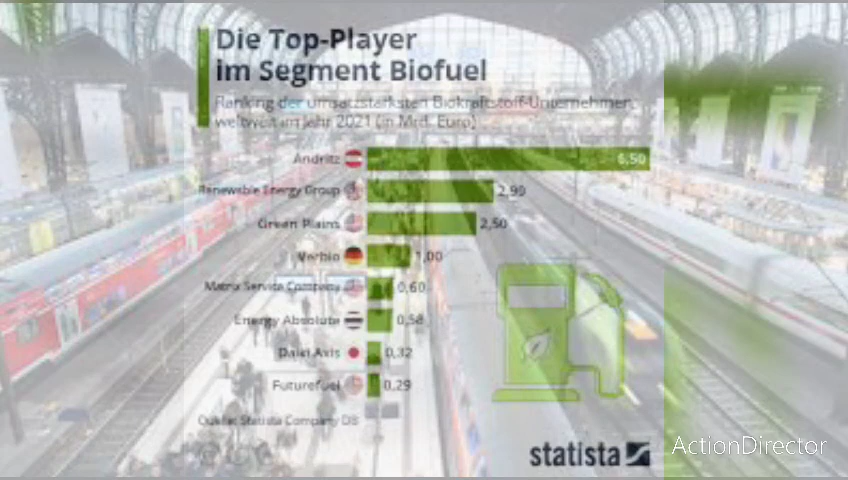 Die Top-Player
im Segment Biofuel
Ranking der umsatzstärksten Biokraftstoff-Unternehmen
weltweit im Jahr 2021 (in Mrd. Euro)
Andritz 6,50
Renewable Energy Group 2,99
Green Plains 2,50
Verbio 1,00
Matrix Service Company 0,60
Energy Absolute 0,58
Daiki Axis 0,32
Futurefuel 0,29
Quelle: Statista Company DB
statista
ActionDirector